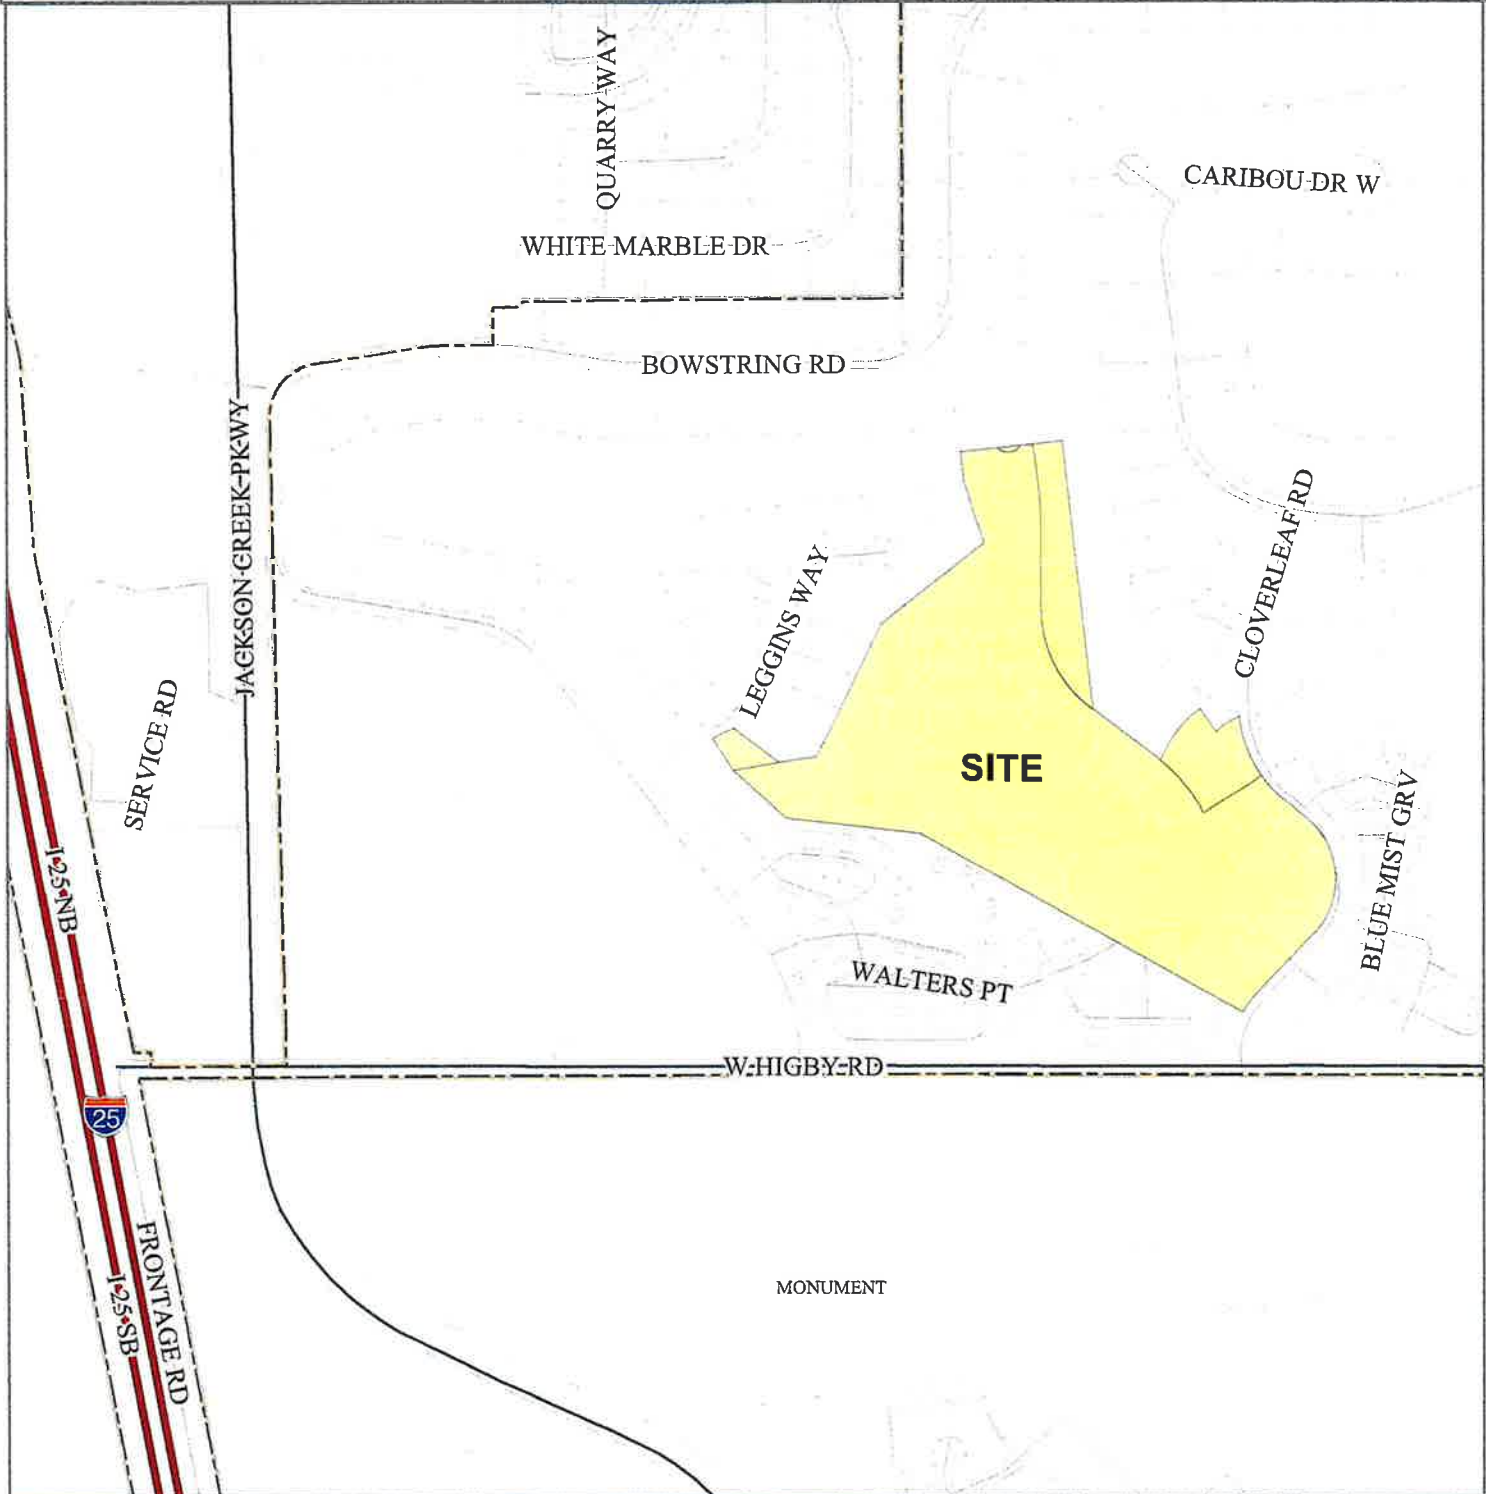 QUARRY WAY
CARIBOU DR W
WHITE MARBLE DR
BOWSTRING RD
JACKSON CREEK PKWY
CLOVERLEAF RD
LEGGINS WAY
SERVICE RD
SITE
BLUE MIST GRV
I-25 NB
WALTERS PT
W HIGBY RD
25
FRONTAGE RD
I-25 SB
MONUMENT